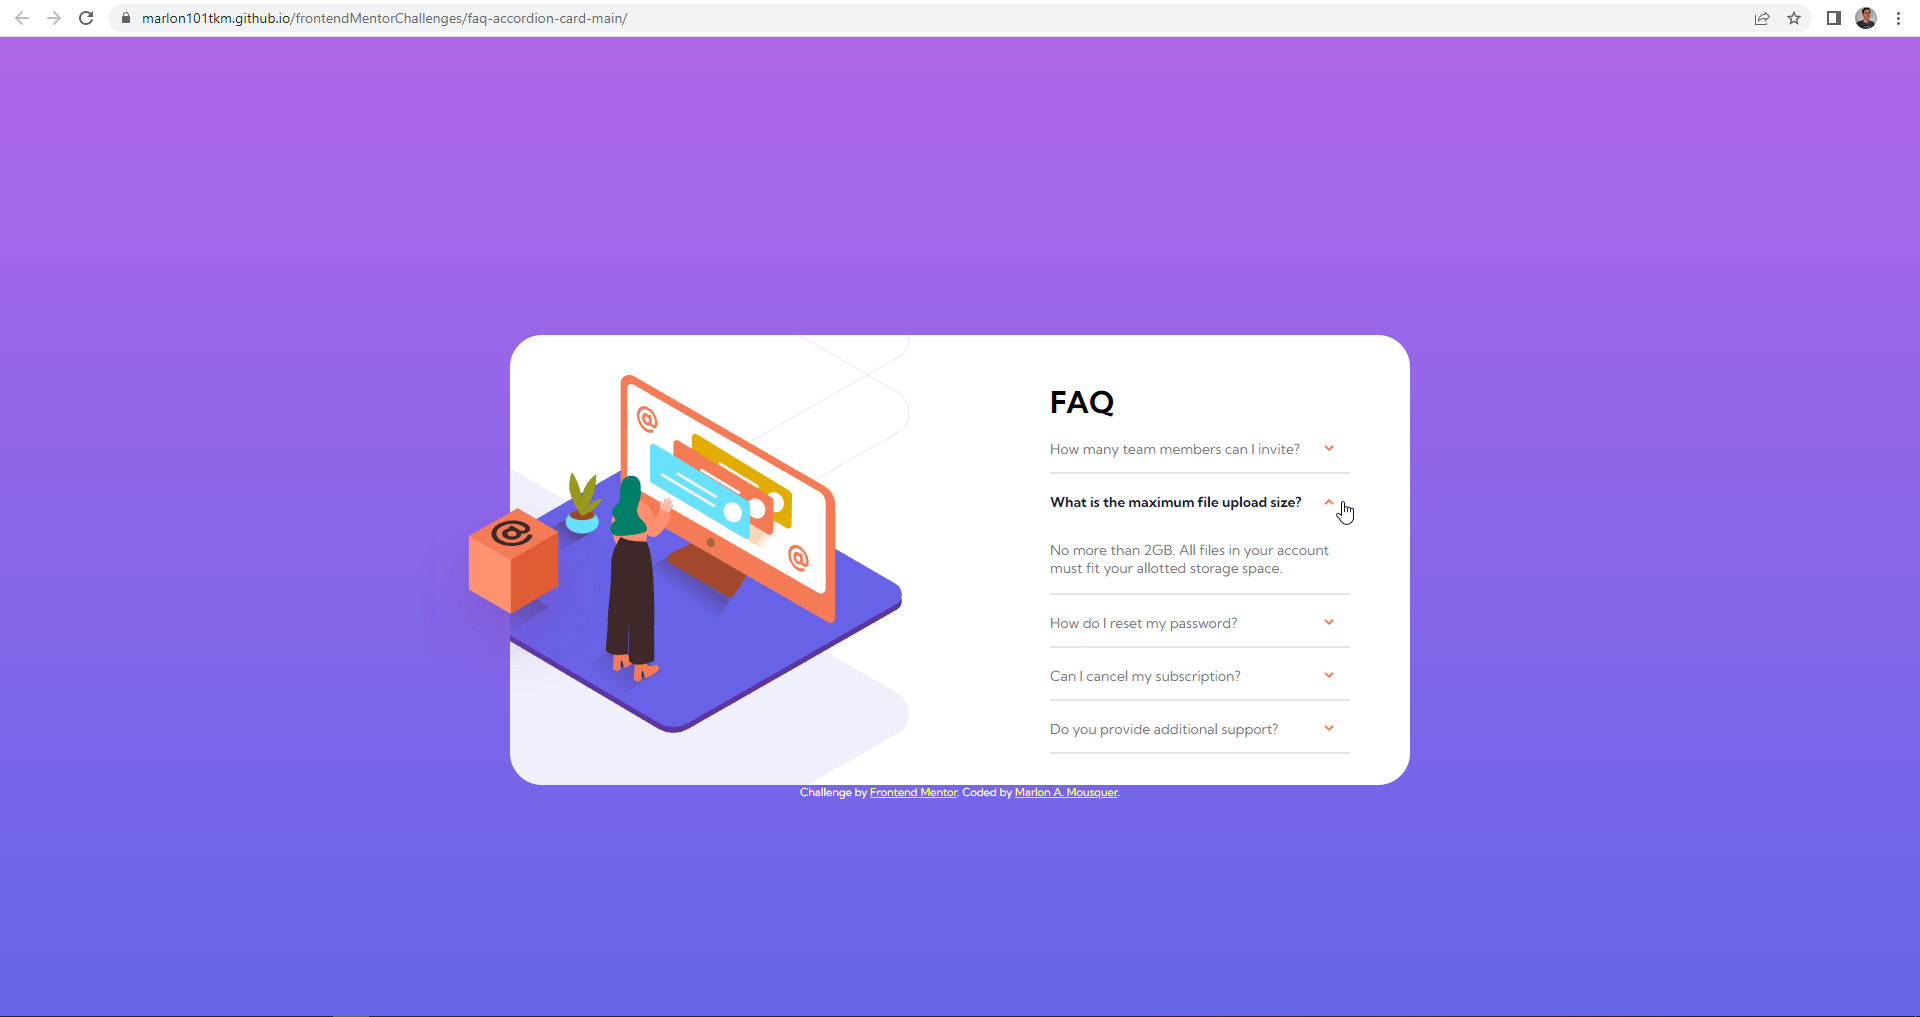 marlon101tkm.github.io/frontendMentorChallenges/faq-accordion-card-main/
@
@
@
FAQ
How many team members can I invite?
What is the maximum file upload size?
No more than 2GB. All files in your account
must fit your allotted storage space.
How do I reset my password?
Can I cancel my subscription?
Do you provide additional support?
Challenge by Frontend Mentor. Coded by Marlon A. Mousquer.